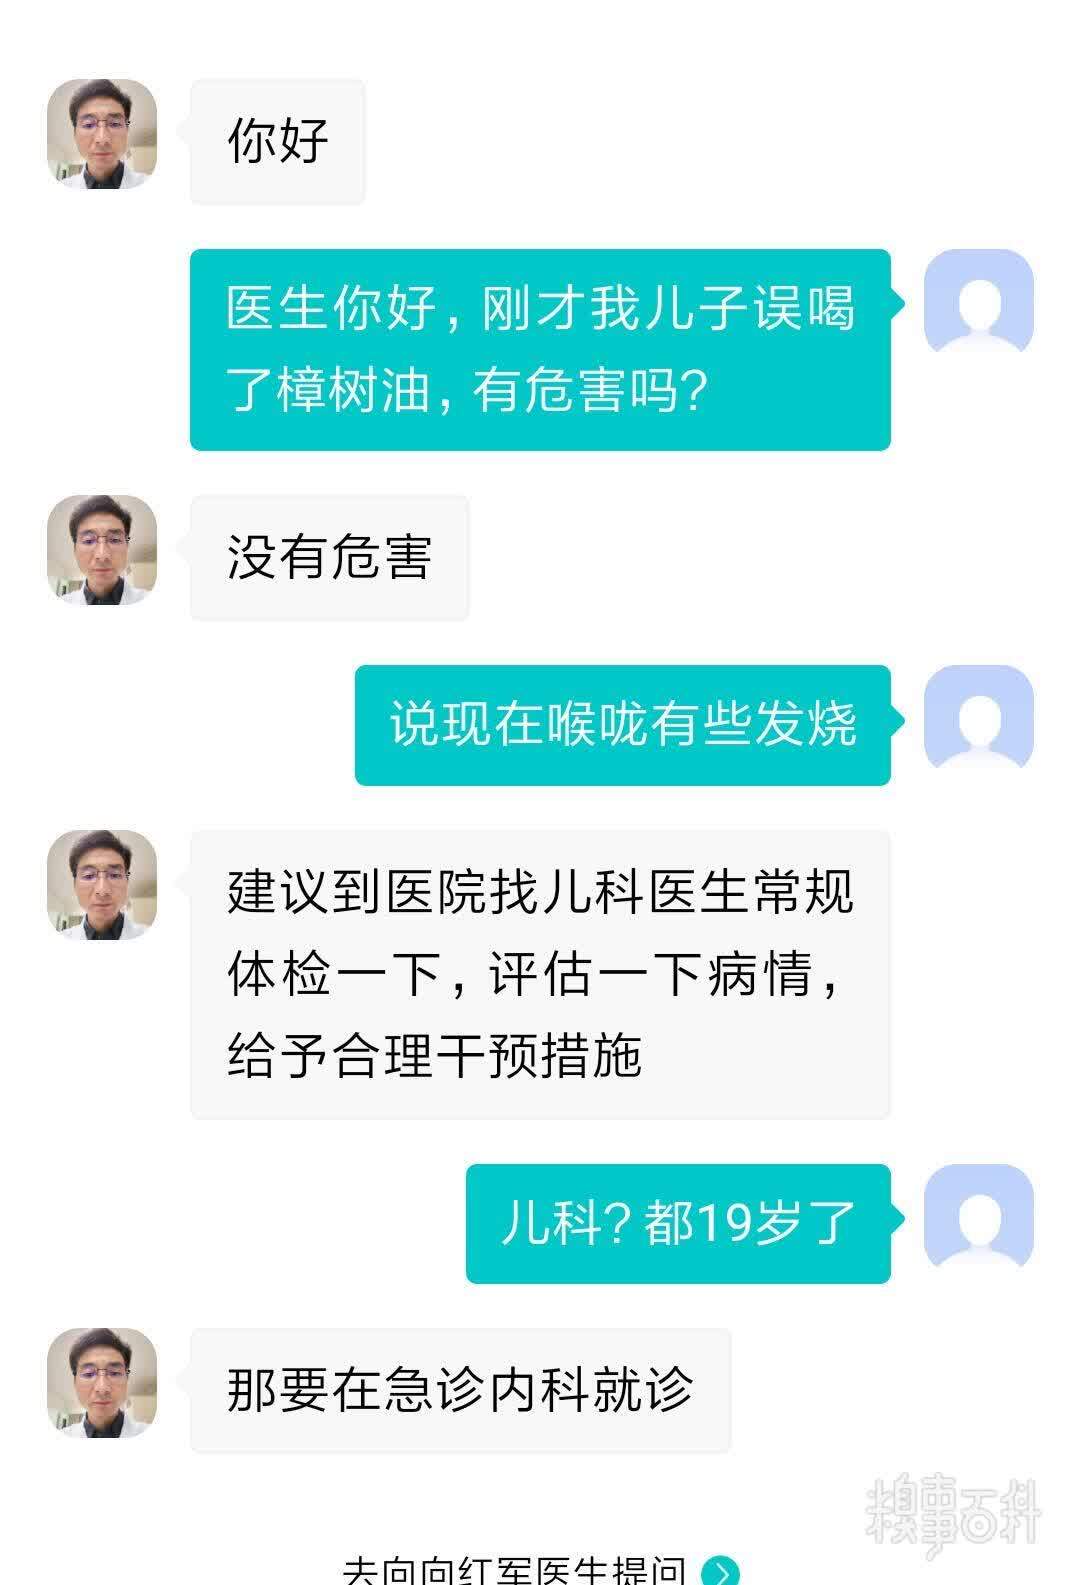 你好
医生你好，刚才我儿子误喝
了樟树油，有危害吗？
没有危害
说现在喉咙有些发烧
建议到医院找儿科医生常规
体检一下，评估一下病情，
给予合理干预措施
儿科？都19岁了
那要在急诊内科就诊
糗事百科
去向向红军医生提问